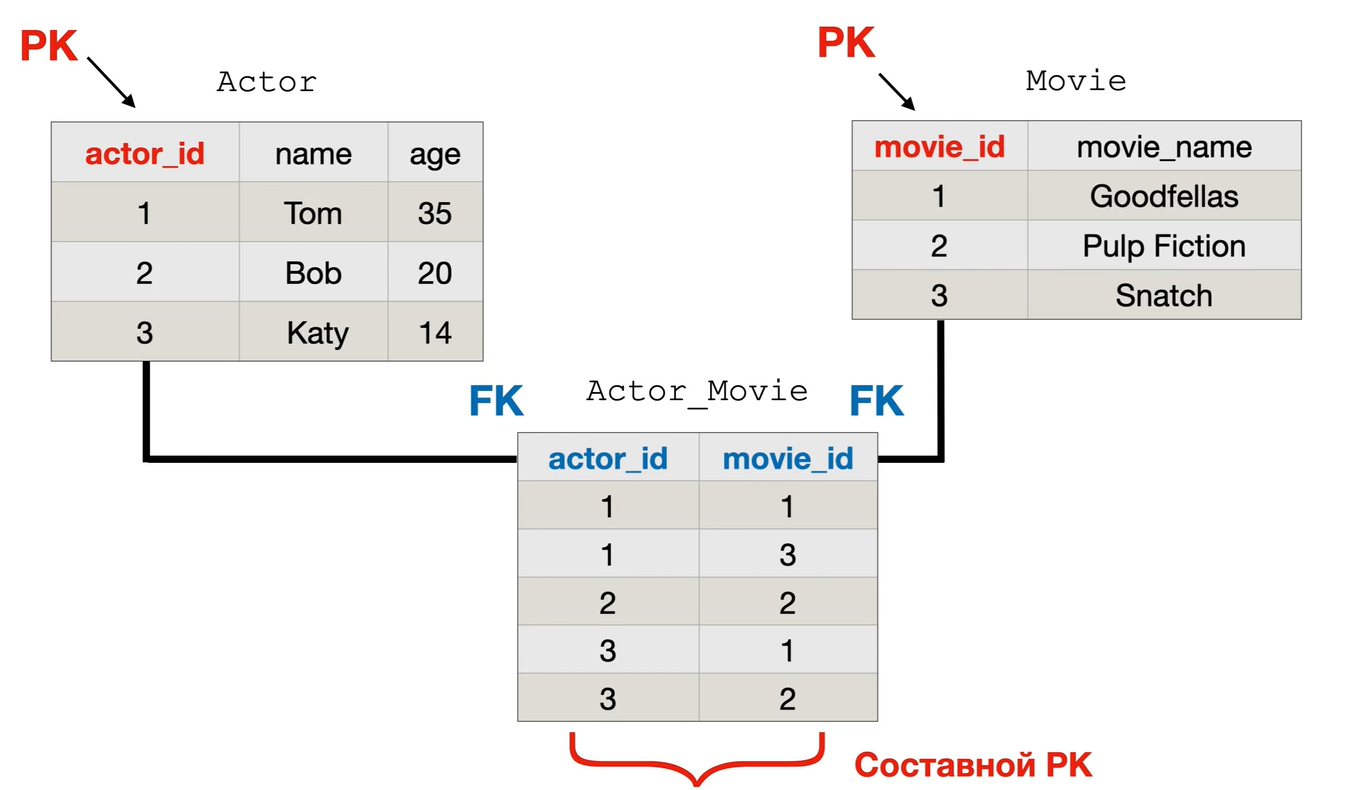 PK
Actor
actor_id name age
1 Tom 35
2 Bob 20
3 Katy 14
PK
Movie
movie_id movie_name
1 Goodfellas
2 Pulp Fiction
3 Snatch
FK
Actor_Movie
FK
actor_id movie_id
1 1
1 3
2 2
3 1
3 2
Составной PK